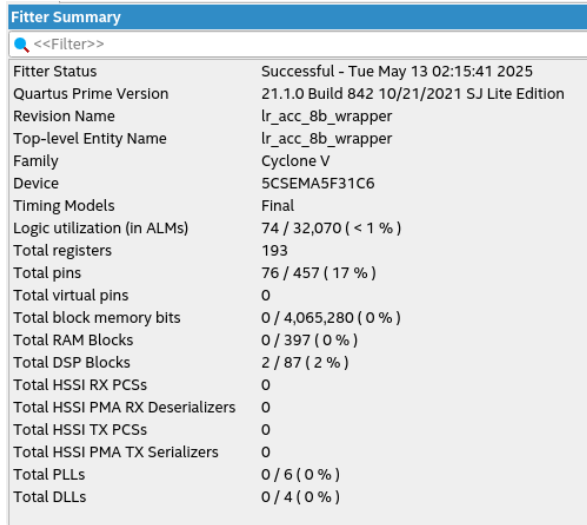 Fitter Summary
<<Filter>>
Fitter Status Successful - Tue May 13 02:15:41 2025
Quartus Prime Version 21.1.0 Build 842 10/21/2021 SJ Lite Edition
Revision Name lr_acc_8b_wrapper
Top-level Entity Name lr_acc_8b_wrapper
Family Cyclone V
Device 5CSEMA5F31C6
Timing Models Final
Logic utilization (in ALMs) 74 / 32,070 ( < 1 % )
Total registers 193
Total pins 76 / 457 ( 17 % )
Total virtual pins 0
Total block memory bits 0 / 4,065,280 ( 0 % )
Total RAM Blocks 0 / 397 ( 0 % )
Total DSP Blocks 2 / 87 ( 2 % )
Total HSSI RX PCSs 0
Total HSSI PMA RX Deserializers 0
Total HSSI TX PCSs 0
Total HSSI PMA TX Serializers 0
Total PLLs 0 / 6 ( 0 % )
Total DLLs 0 / 4 ( 0 % )